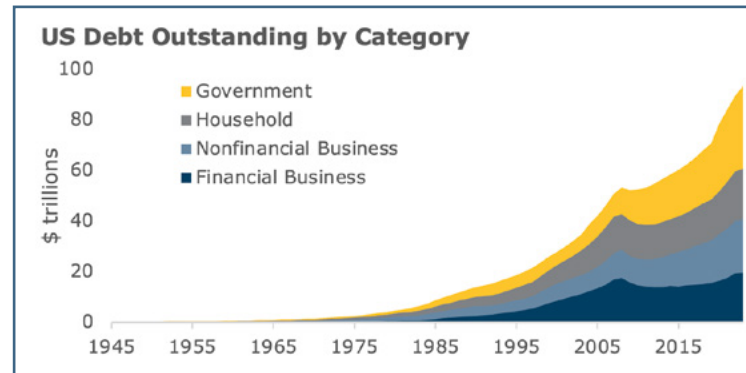 US Debt Outstanding by Category
100
80
60
40
20
0
$ trillions
Government
Household
Nonfinancial Business
Financial Business
1945 1955 1965 1975 1985 1995 2005 2015